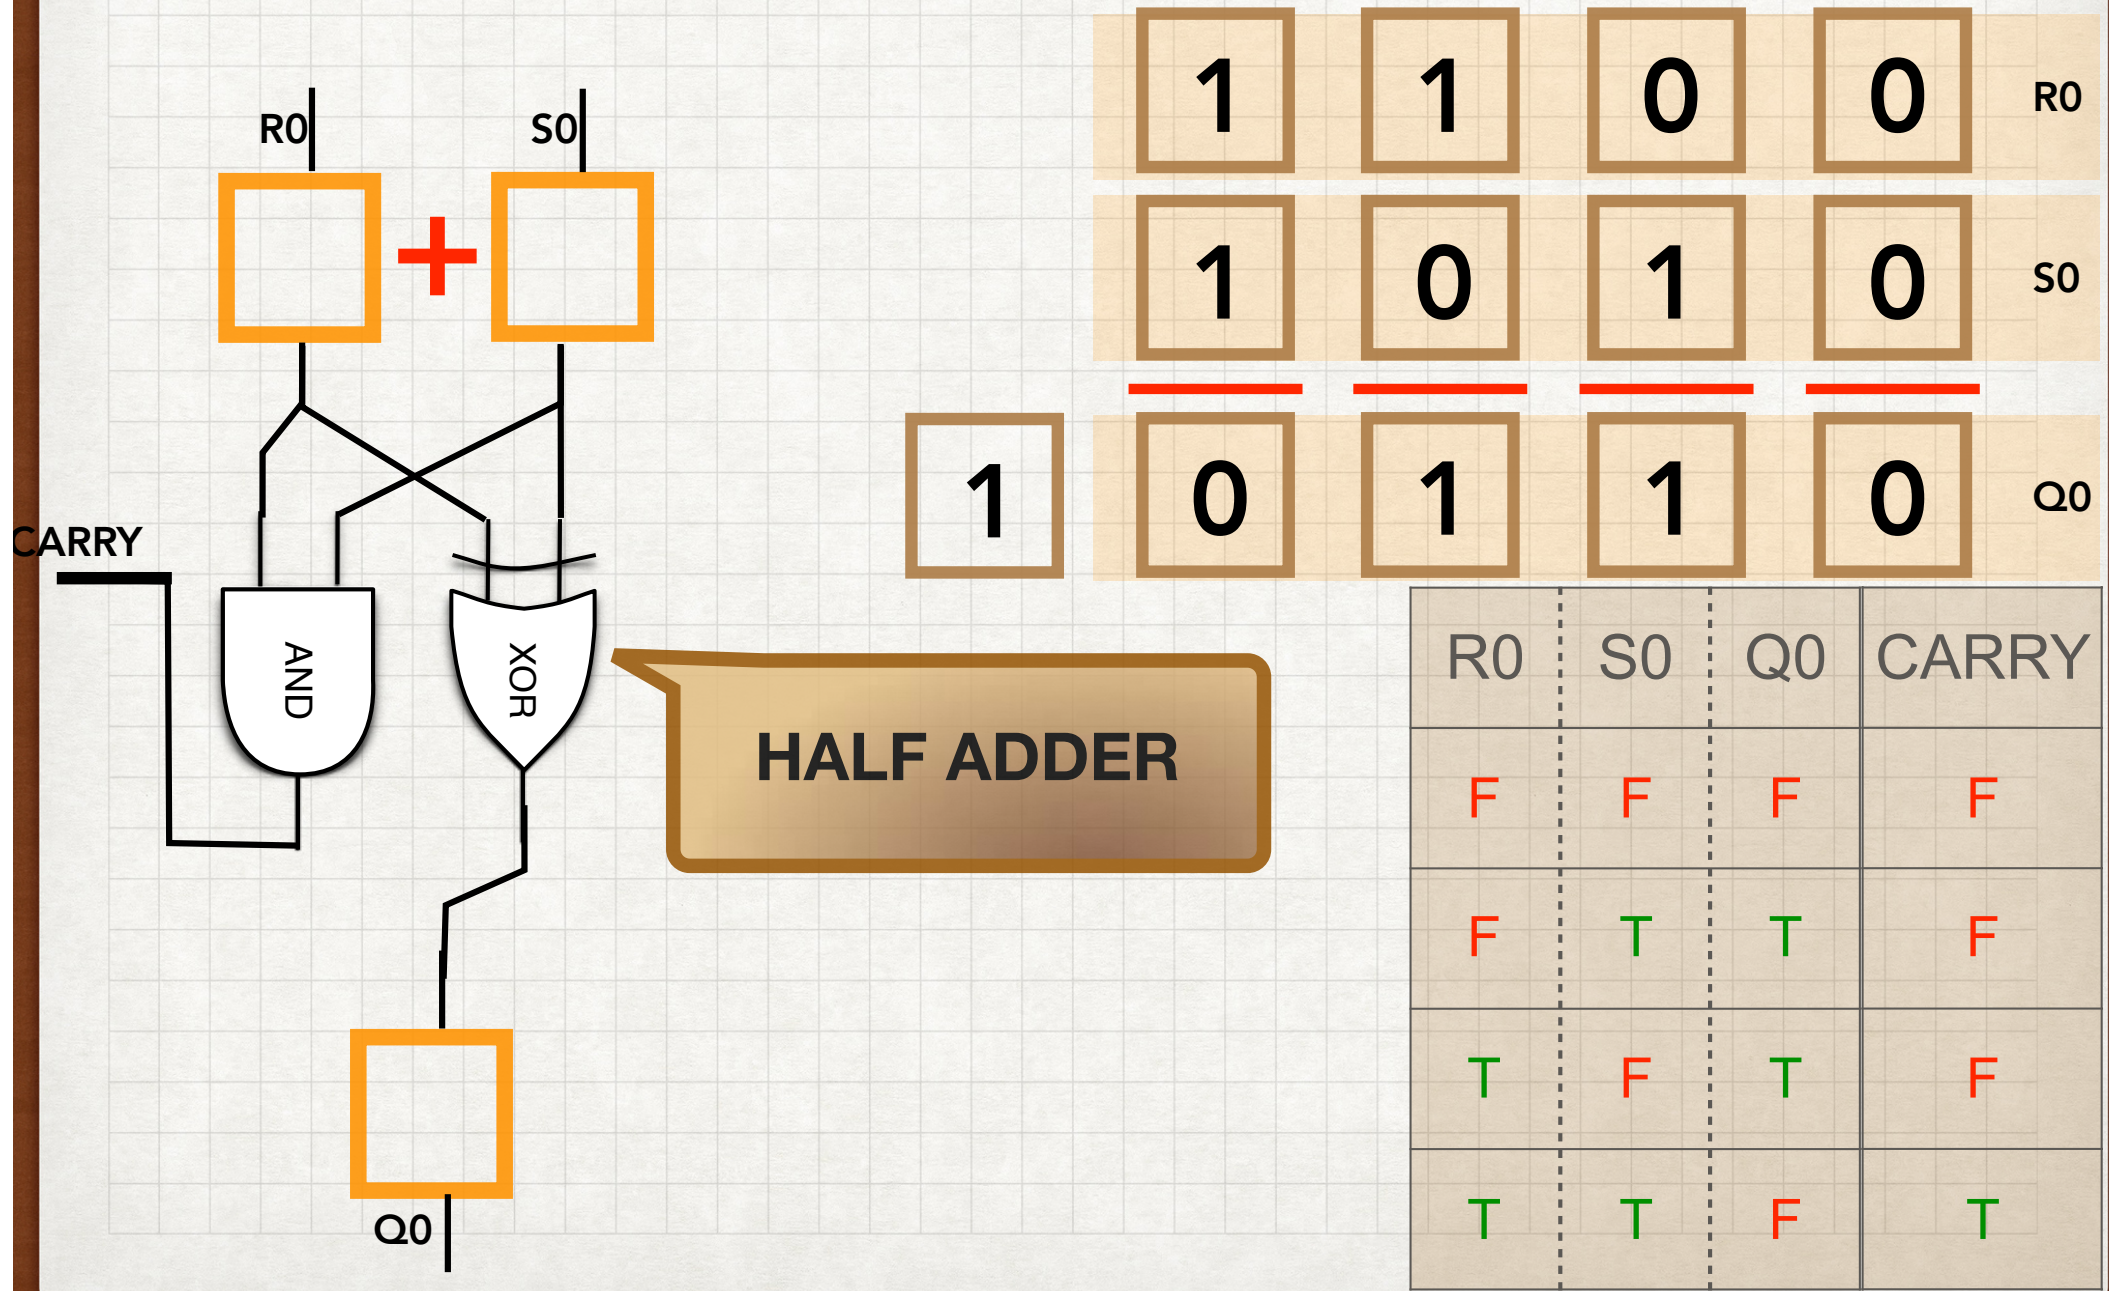 R0 S0
CARRY
AND XOR
HALF ADDER
Q0
1 1 0 0 R0
1 0 1 0 S0
1 0 1 1 0 Q0
R0 S0 Q0 CARRY
F F F F
F T T F
T F T F
T T F T